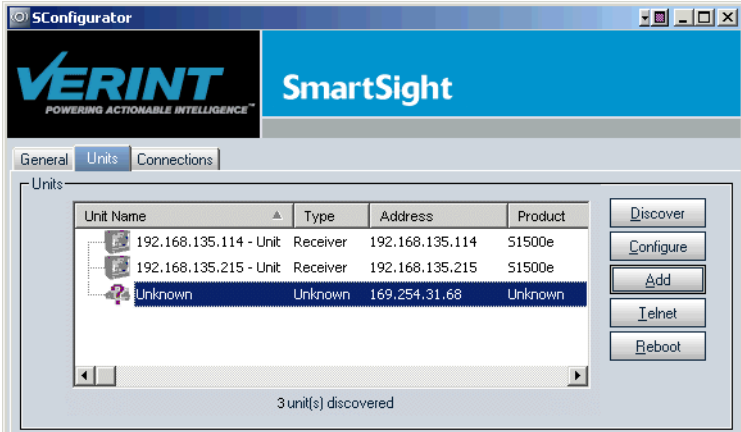 SConfigurator
VERINT
POWERING ACTIONABLE INTELLIGENCE™
SmartSight
General Units Connections
Units
Unit Name Type Address Product
192.168.135.114 - Unit Receiver 192.168.135.114 S1500e
192.168.135.215 - Unit Receiver 192.168.135.215 S1500e
Unknown Unknown 169.254.31.68 Unknown
Discover
Configure
Add
Telnet
Reboot
3 unit(s) discovered